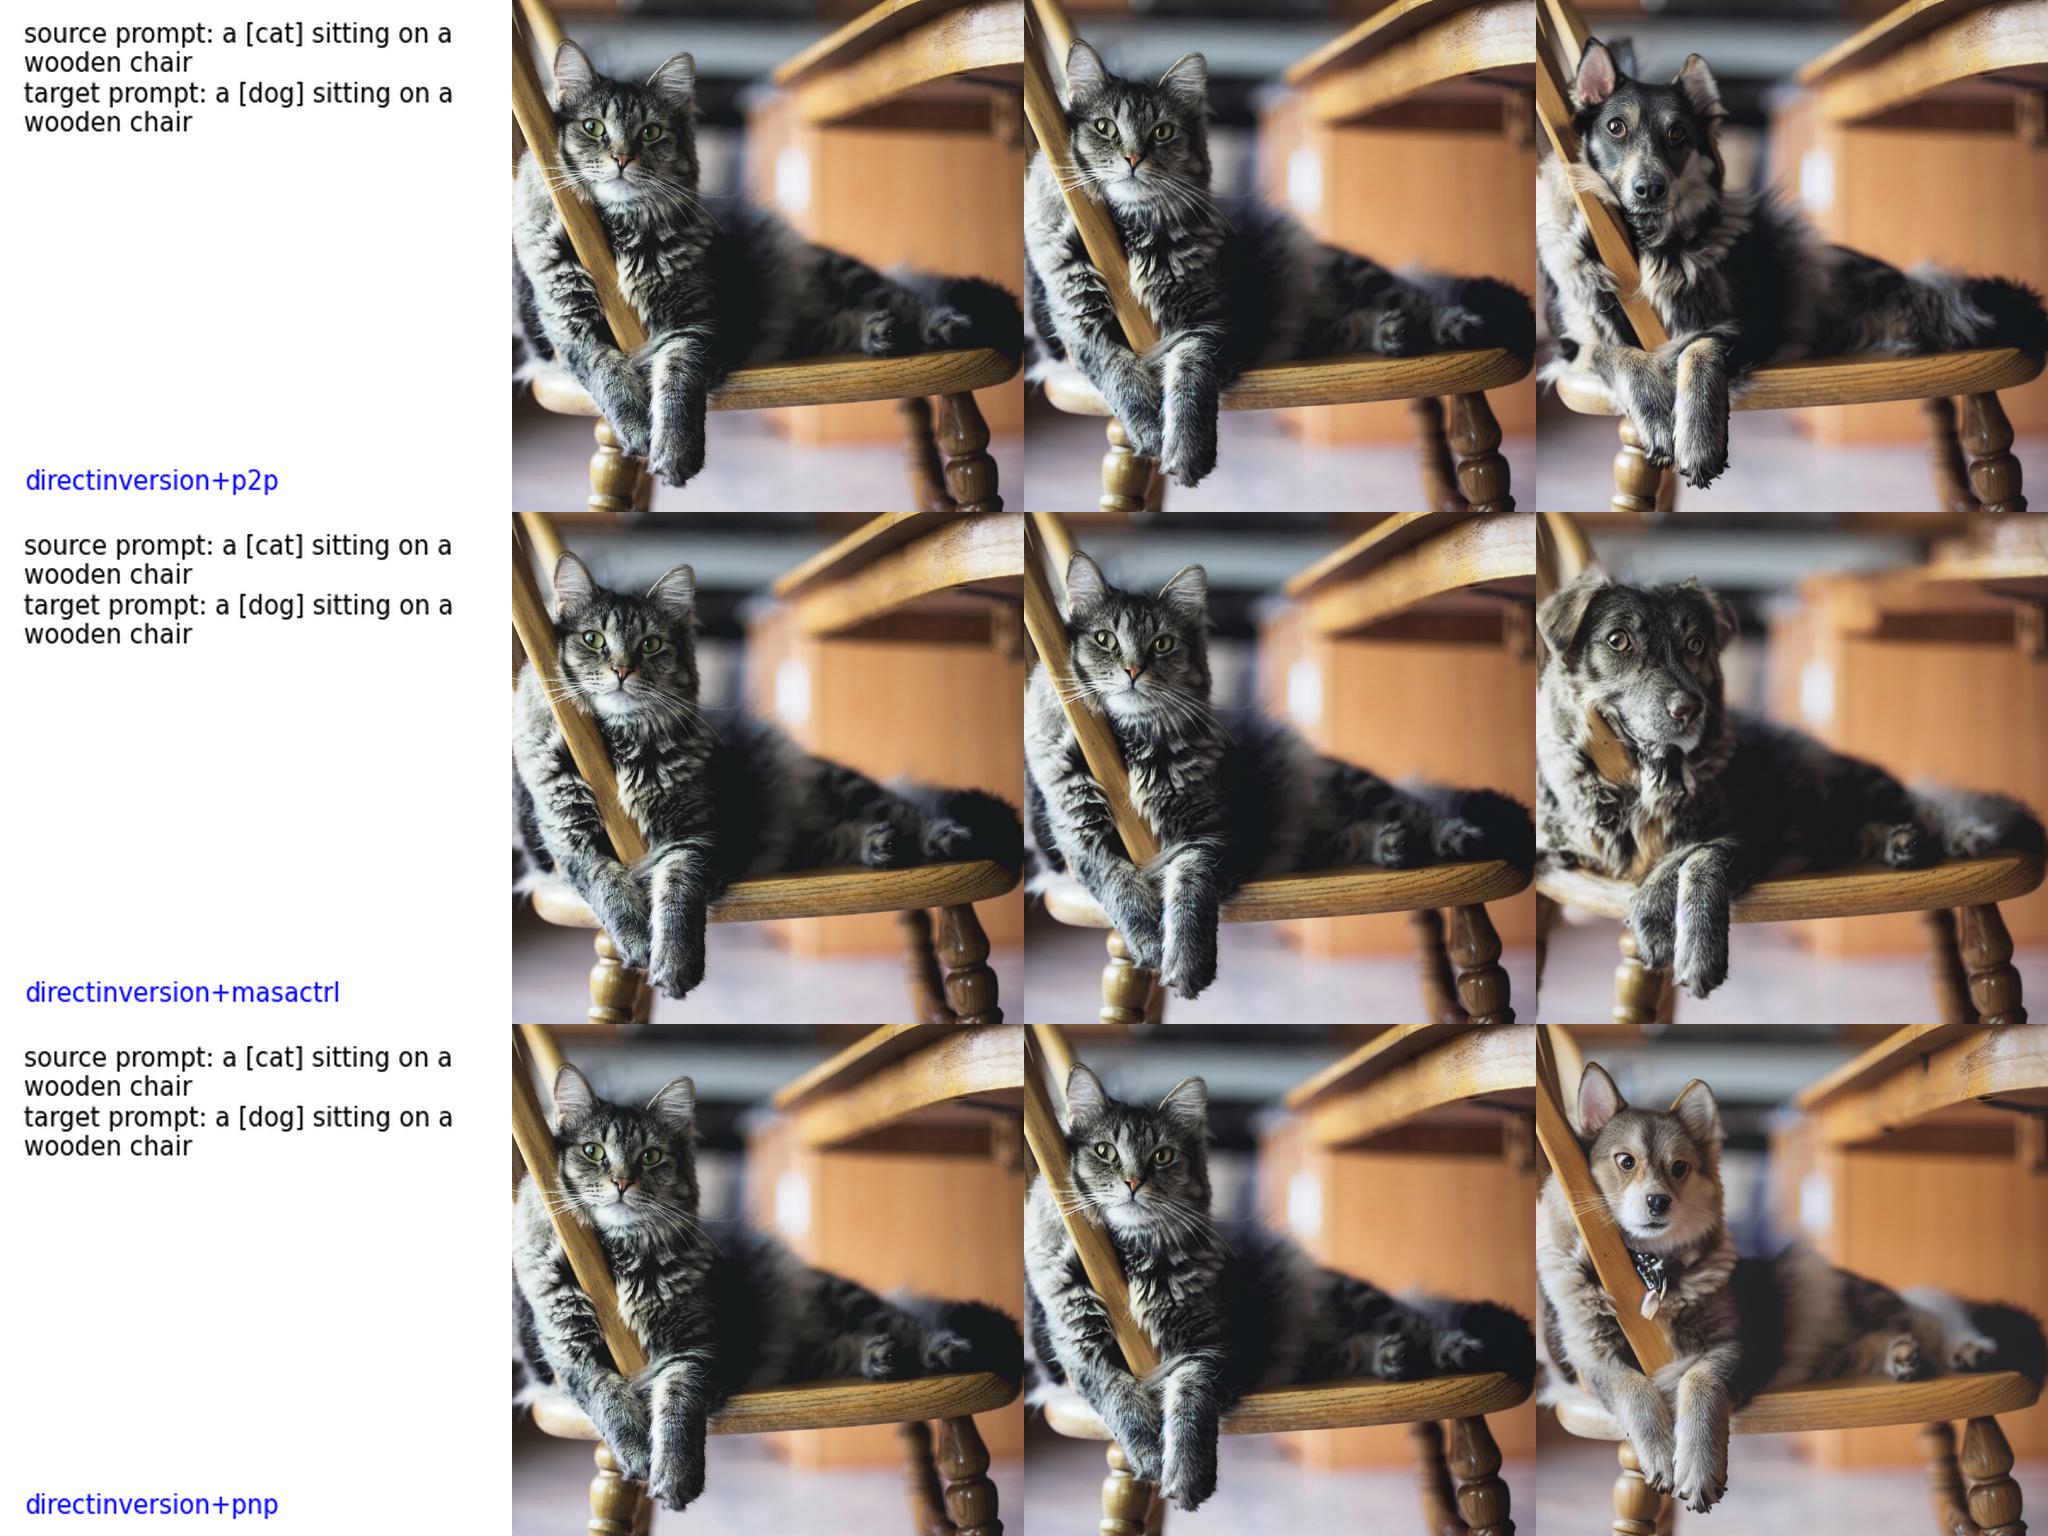 source prompt: a [cat] sitting on a
wooden chair
target prompt: a [dog] sitting on a
wooden chair
directinversion+p2p
source prompt: a [cat] sitting on a
wooden chair
target prompt: a [dog] sitting on a
wooden chair
directinversion+masactrl
source prompt: a [cat] sitting on a
wooden chair
target prompt: a [dog] sitting on a
wooden chair
directinversion+pnp